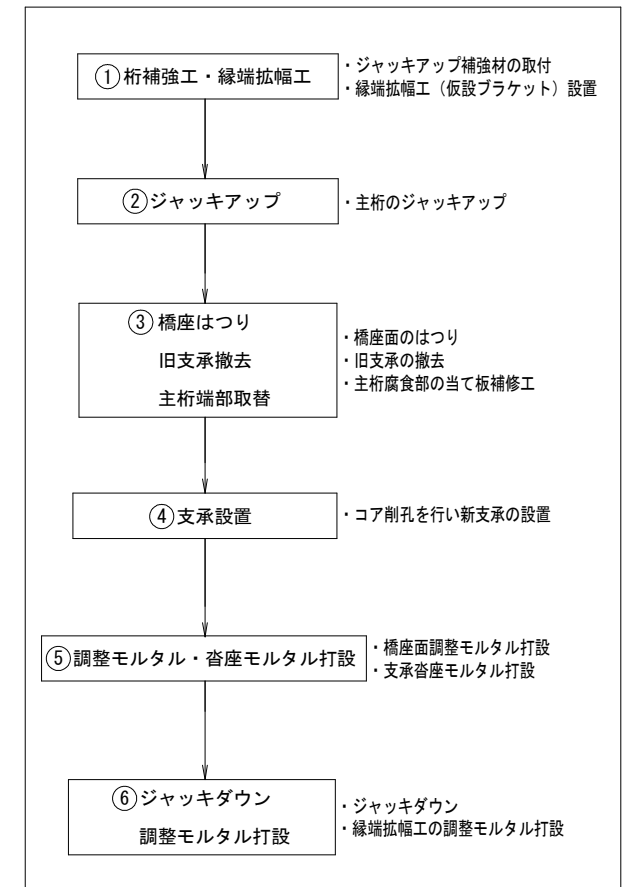 ①桁補強工・縁端拡幅工
・ジャッキアップ補強材の取付
・縁端拡幅工（仮設ブラケット）設置
②ジャッキアップ
・主桁のジャッキアップ
③橋座はつり
旧支承撤去
主桁端部取替
・橋座面のはつり
・旧支承の撤去
・主桁腐食部の当て板補修工
④支承設置
・コア削孔を行い新支承の設置
⑤調整モルタル・沓座モルタル打設
・橋座面調整モルタル打設
・支承沓座モルタル打設
⑥ジャッキダウン
調整モルタル打設
・ジャッキダウン
・縁端拡幅工の調整モルタル打設